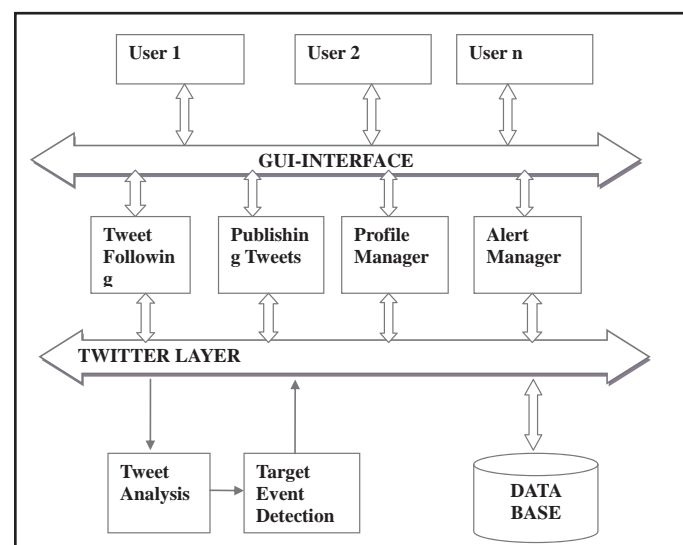 User 1
User 2
User n
GUI-INTERFACE
Tweet
Followin
g
Publishin
g Tweets
Profile
Manager
Alert
Manager
TWITTER LAYER
Tweet
Analysis
Target
Event
Detection
DATA
BASE